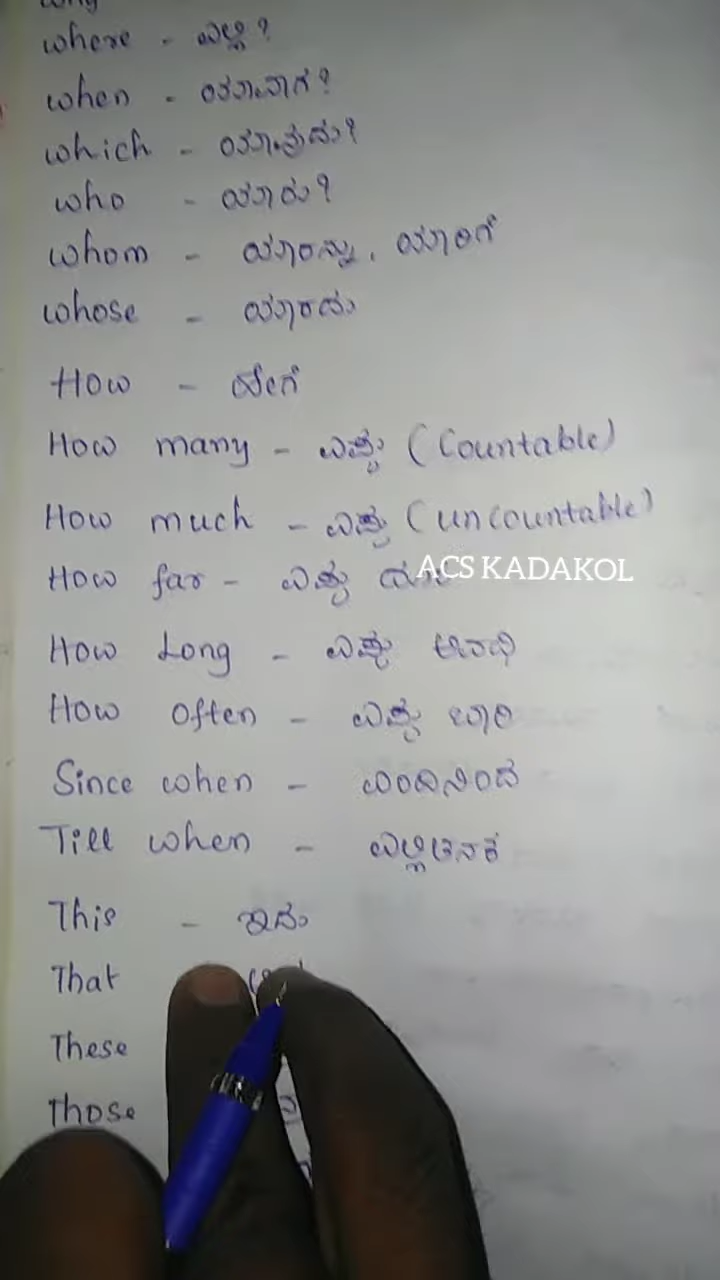 where - ಎಲ್ಲಿ?
when - ಯಾವಾಗ?
which - ಯಾವುದು?
who - ಯಾರು?
whom - ಯಾರನ್ನು, ಯಾರಿಗೆ
whose - ಯಾರದು
How - ಹೇಗೆ
How many - ಎಷ್ಟು (Countable)
How much - ಎಷ್ಟು (uncountable)
How far - ಎಷ್ಟು ದೂರ
ACS KADAKOL
How Long - ಎಷ್ಟು ಅವಧಿ
How often - ಎಷ್ಟು ಬಾರಿ
Since when - ಎಂದಿನಿಂದ
Till when - ಎಲ್ಲಿತನಕ
This - ಇದು
That
These
Those